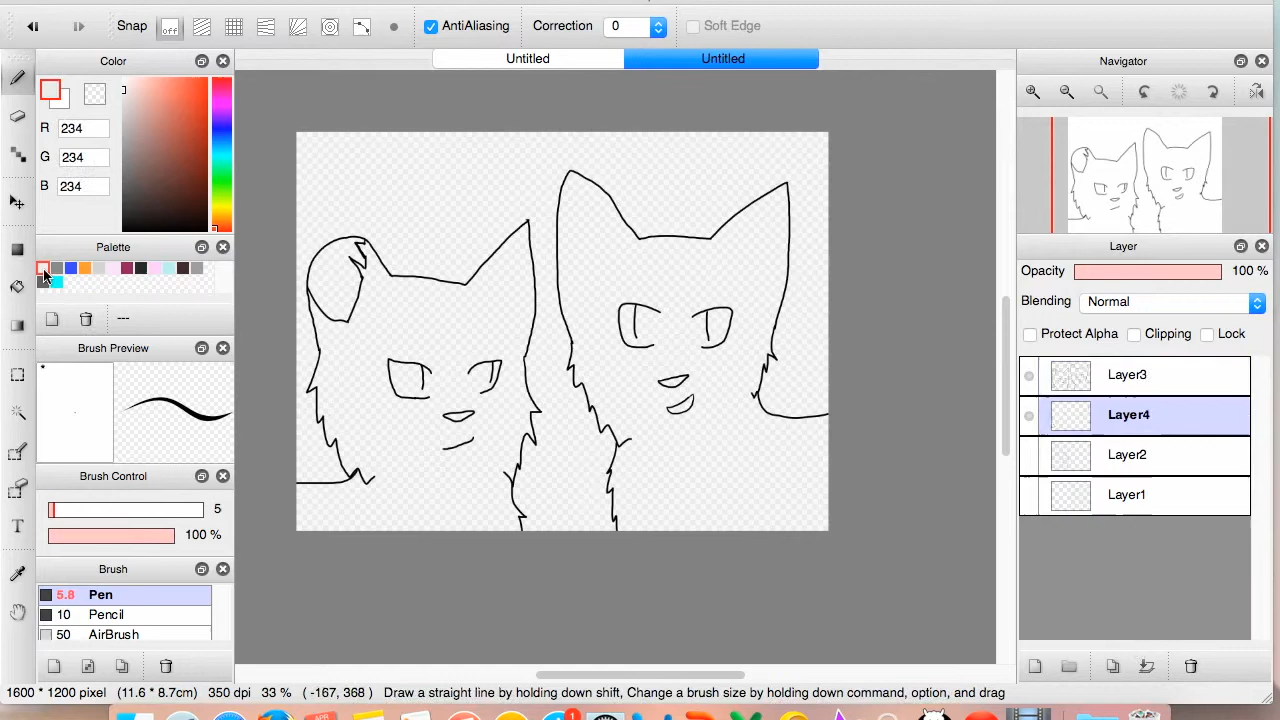 Snap off AntiAliasing Correction 0 Soft Edge
Color Untitled Untitled Navigator
R 234
G 234
B 234
Palette
---
Brush Preview
*
Brush Control
5
100 %
Brush
5.8 Pen
10 Pencil
50 AirBrush
Layer
Opacity 100 %
Blending Normal
Protect Alpha Clipping Lock
Layer3
Layer4
Layer2
Layer1
T
1600 * 1200 pixel (11.6 * 8.7cm) 350 dpi 33 % ( -167, 368 ) Draw a straight line by holding down shift, Change a brush size by holding down command, option, and drag
APR
1